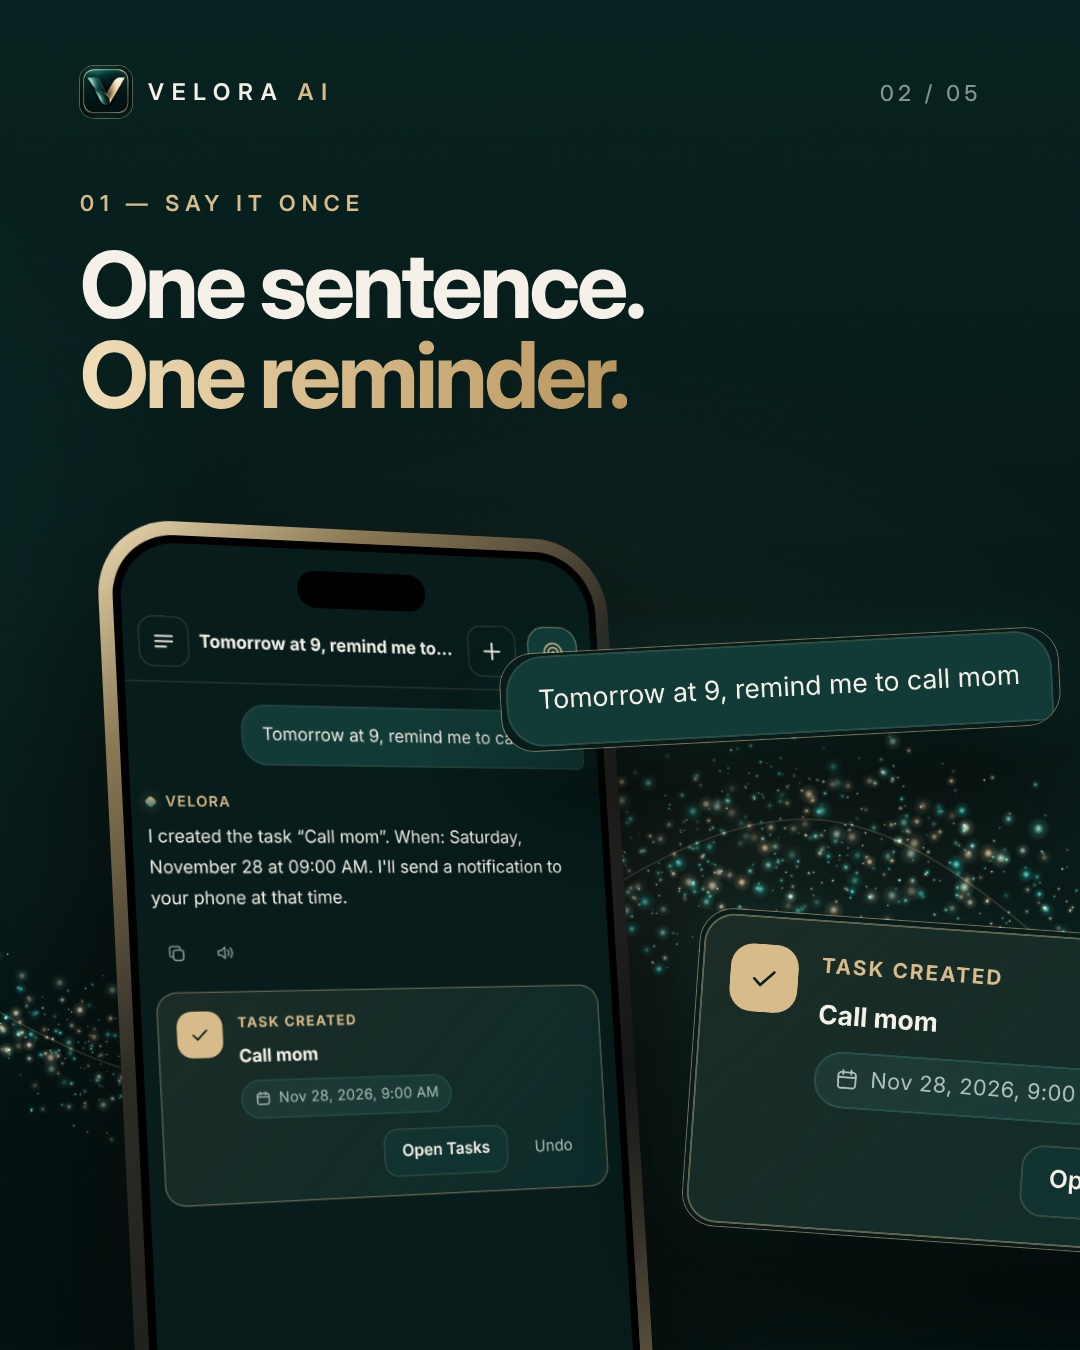 VELORA AI
02 / 05
01 — SAY IT ONCE
One sentence.
One reminder.
Tomorrow at 9, remind me to...
Tomorrow at 9, remind me to ca
Tomorrow at 9, remind me to call mom
VELORA
I created the task “Call mom”. When: Saturday,
November 28 at 09:00 AM. I'll send a notification to
your phone at that time.
TASK CREATED
Call mom
Nov 28, 2026, 9:00 AM
Open Tasks
Undo
TASK CREATED
Call mom
Nov 28, 2026, 9:00
Op